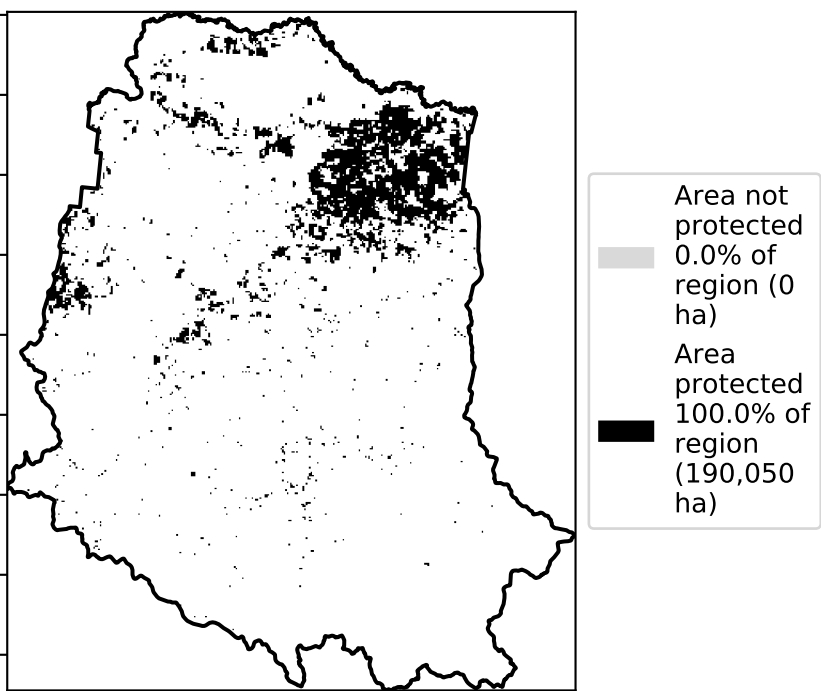 Area not
protected
0.0% of
region (0
ha)
Area
protected
100.0% of
region
(190,050
ha)